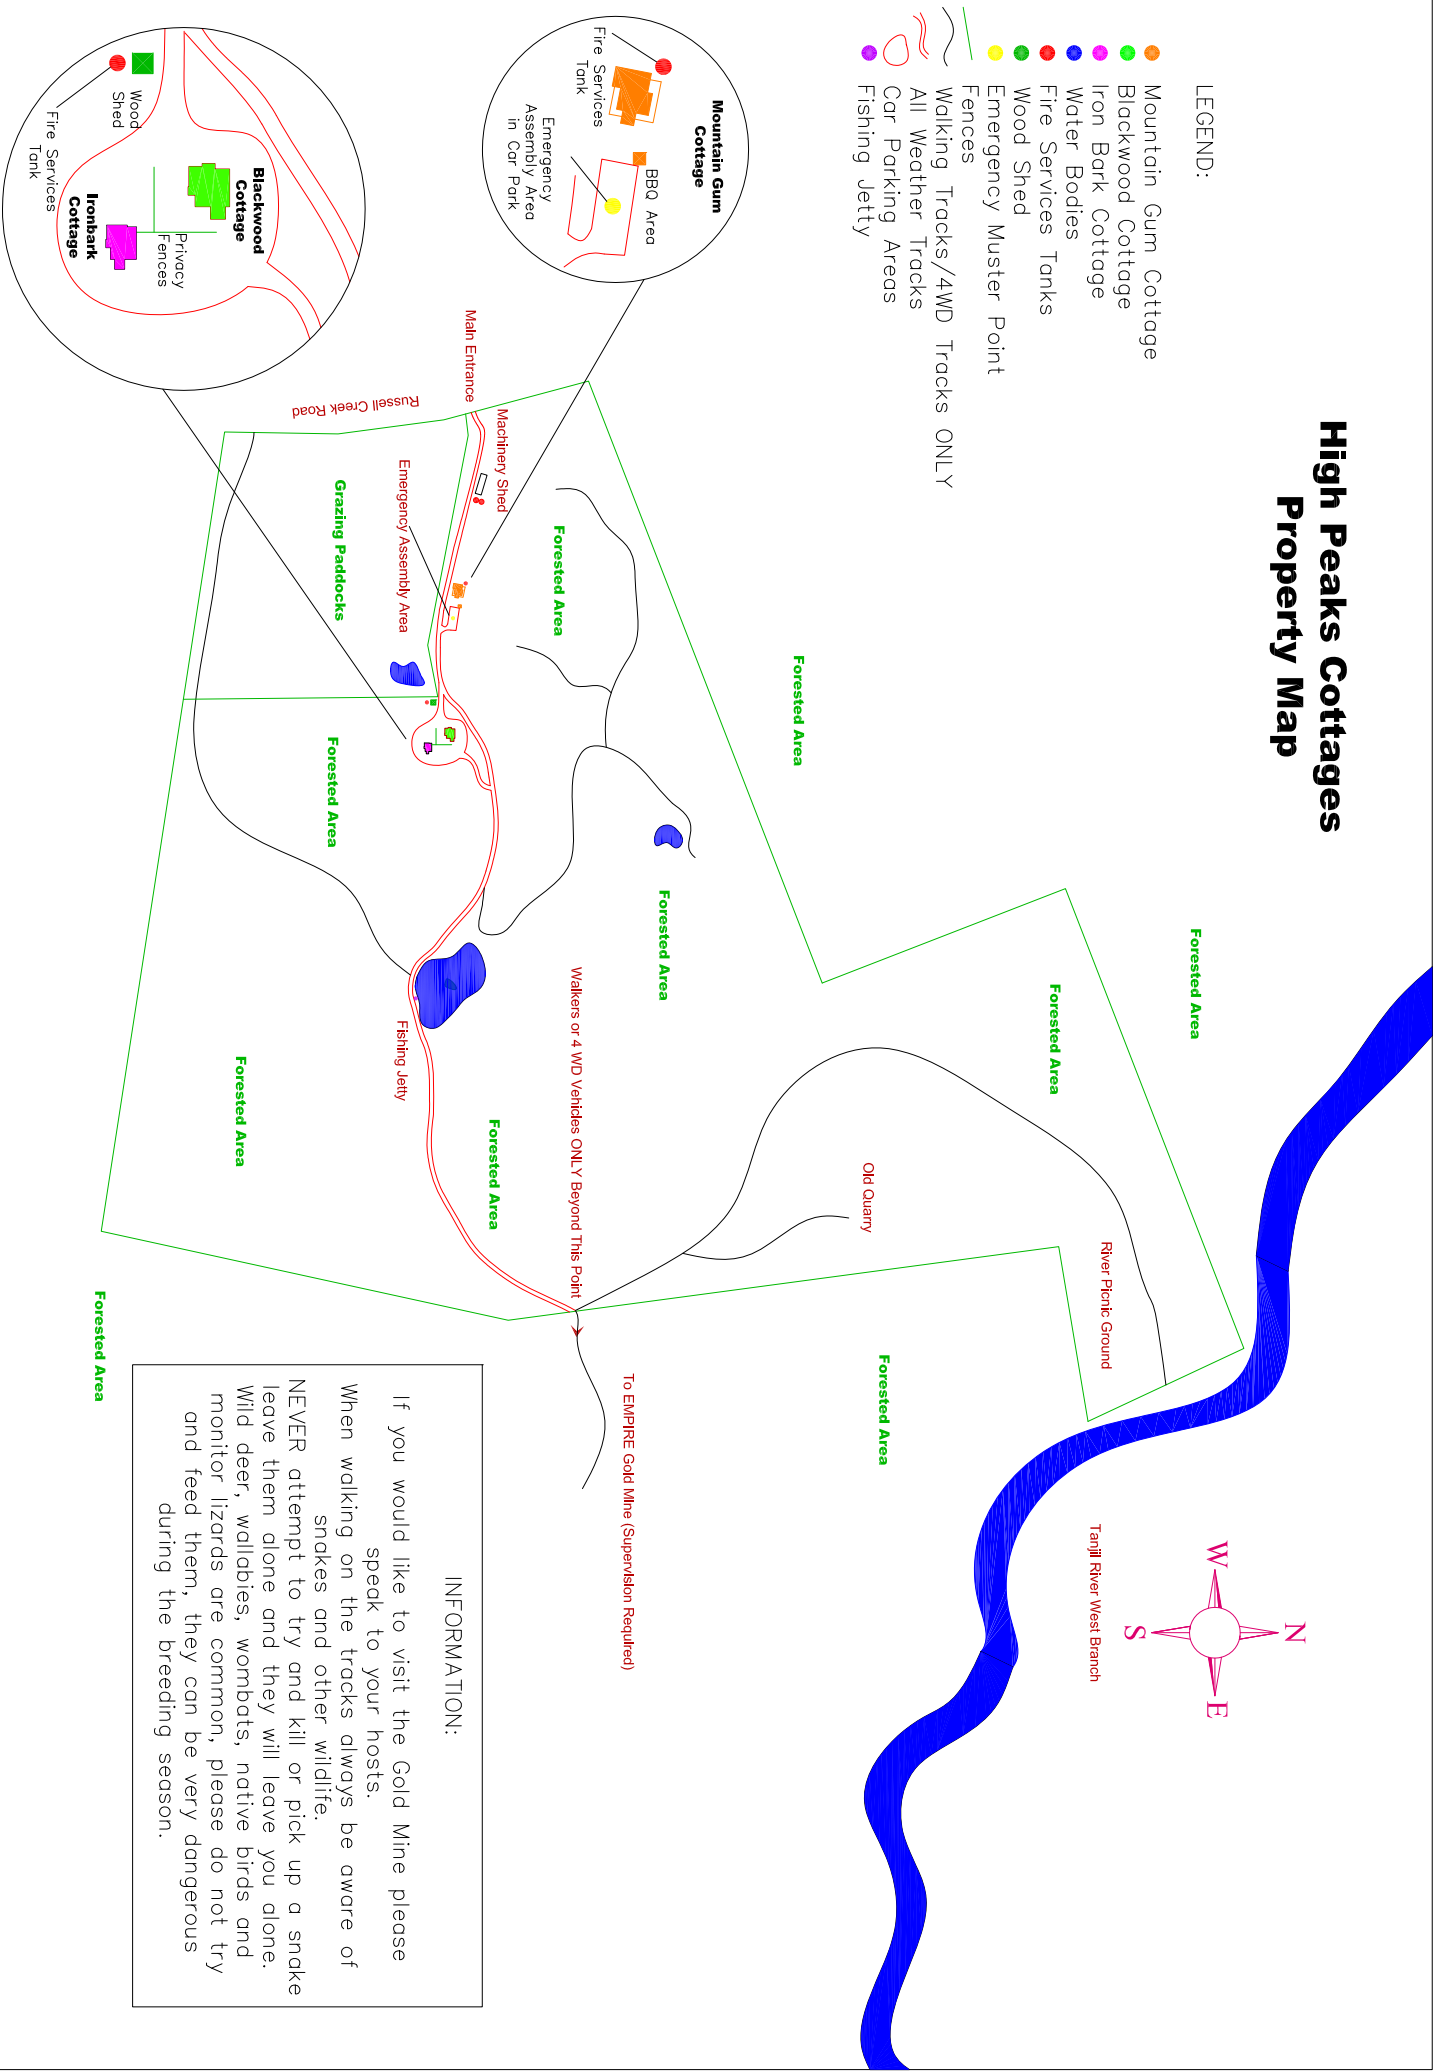 High Peaks Cottages
Property Map
LEGEND:
Mountain Gum Cottage
Blackwood Cottage
Iron Bark Cottage
Water Bodies
Fire Services Tanks
Wood Shed
Emergency Muster Point
Fences
Walking Tracks/4WD Tracks ONLY
All Weather Tracks
Car Parking Areas
Fishing Jetty
Mountain Gum
Cottage
BBQ Area
Fire Services
Tank
Emergency
Assembly Area
in Car Park
Blackwood
Cottage
Privacy
Fences
Wood
Shed
Ironbark
Cottage
Fire Services
Tank
Forested Area
Forested Area
Forested Area
Forested Area
Forested Area
River Picnic Ground
Tanjil River West Branch
N
W
E
S
Old Quarry
Forested Area
Walkers or 4 WD Vehicles ONLY Beyond This Point
To EMPIRE Gold Mine (Supervision Required)
Main Entrance
Machinery Shed
Russell Creek Road
Emergency Assembly Area
Grazing Paddocks
Forested Area
Fishing Jetty
Forested Area
Forested Area
Forested Area
Forested Area
INFORMATION:
If you would like to visit the Gold Mine please
speak to your hosts.
When walking on the tracks always be aware of
snakes and other wildlife.
NEVER attempt to try and kill or pick up a snake
leave them alone and they will leave you alone.
Wild deer, wallabies, wombats, native birds and
monitor lizards are common, please do not try
and feed them, they can be very dangerous
during the breeding season.